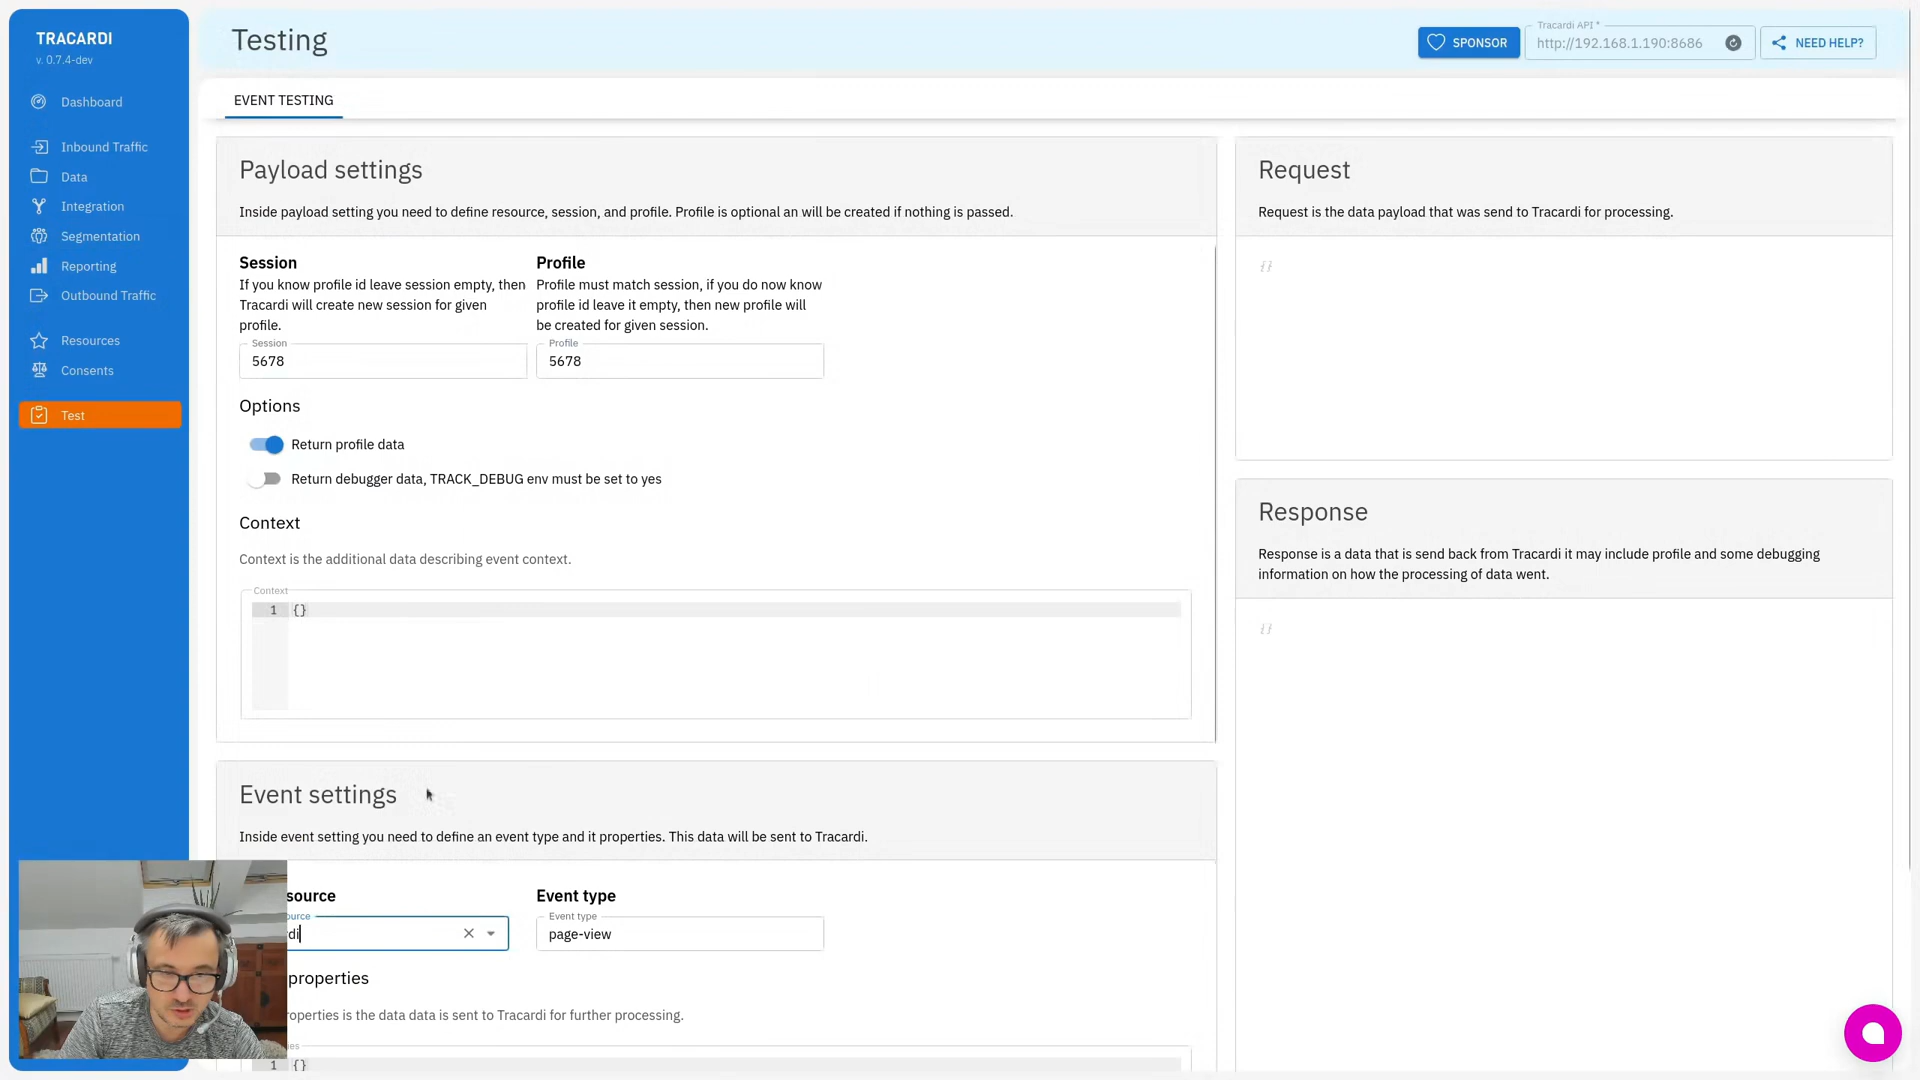 TRACARDI
v. 0.7.4-dev
Dashboard
Inbound Traffic
Data
Integration
Segmentation
Reporting
Outbound Traffic
Resources
Consents
Test
Testing
SPONSOR
Tracardi API *
http://192.168.1.190:8686
NEED HELP?
EVENT TESTING
Payload settings
Inside payload setting you need to define resource, session, and profile. Profile is optional an will be created if nothing is passed.
Session
If you know profile id leave session empty, then
Tracardi will create new session for given
profile.
Session
5678
Profile
Profile must match session, if you do now know
profile id leave it empty, then new profile will
be created for given session.
Profile
5678
Options
Return profile data
Return debugger data, TRACK_DEBUG env must be set to yes
Context
Context is the additional data describing event context.
Context
1 {}
Event settings
Inside event setting you need to define an event type and it properties. This data will be sent to Tracardi.
source
ource
di
Event type
Event type
page-view
properties
operties is the data data is sent to Tracardi for further processing.
ies
1 {}
Request
Request is the data payload that was send to Tracardi for processing.
{}
Response
Response is a data that is send back from Tracardi it may include profile and some debugging
information on how the processing of data went.
{}